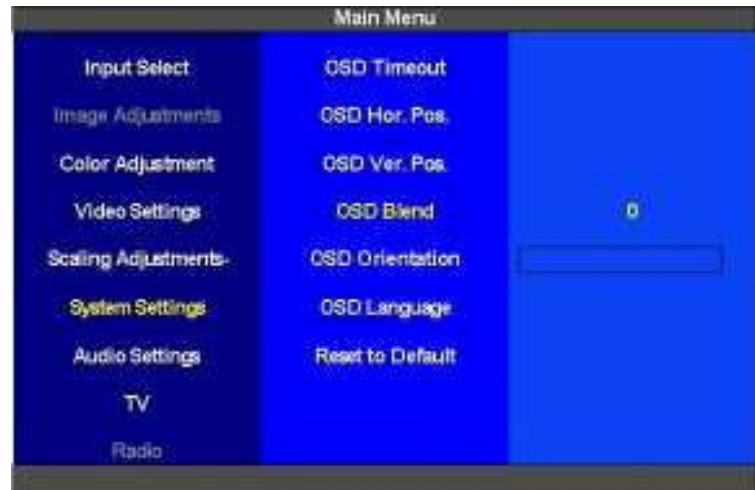 Main Menu
Input Select
Image Adjustments
Color Adjustment
Video Settings
Scaling Adjustments-
System Settings
Audio Settings
TV
Radio
OSD Timeout
OSD Hor. Pos.
OSD Ver. Pos.
OSD Blend
OSD Orientation
OSD Language
Reset to Default
0